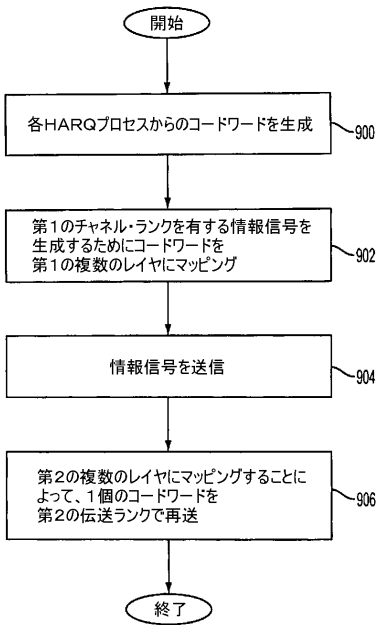 開始
各HARQプロセスからのコードワードを生成
900
第1のチャネル・ランクを有する情報信号を
生成するためにコードワードを
第1の複数のレイヤにマッピング
902
情報信号を送信
904
第2の複数のレイヤにマッピングすることに
よって、1個のコードワードを
第2の伝送ランクで再送
906
終了